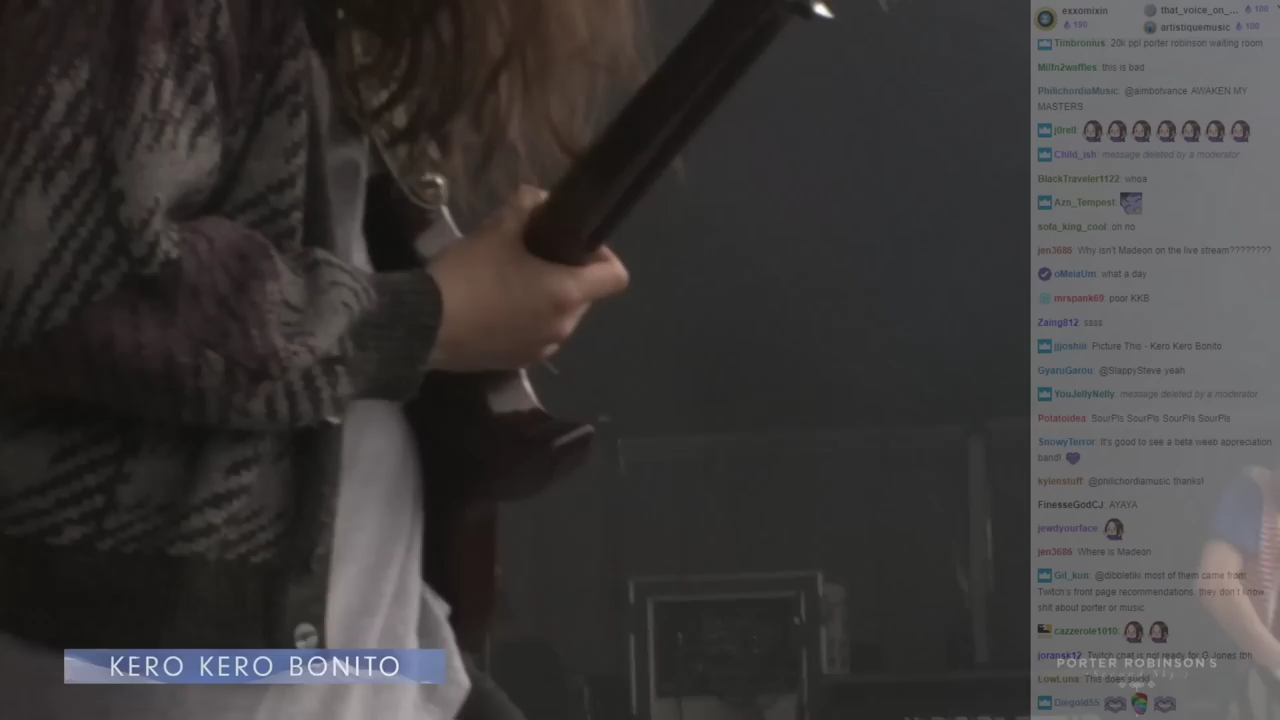 exxomixin
190
that_voice_on_... 100
artistiquemusic 100
Timbronius: 20k ppl porter robinson waiting room
Milfn2waffles: this is bad
PhilichordiaMusic: @aimbotvance AWAKEN MY
MASTERS
j0rell:
Child_ish: message deleted by a moderator
BlackTraveler1122: whoa
Azn_Tempest:
sofa_king_cool: oh no
jen3686: Why isn't Madeon on the live stream????????
oMeiaUm: what a day
mrspank69: poor KKB
Zaing812: ssss
jjjoshiii: Picture This - Kero Kero Bonito
GyaruGarou: @SlappySteve yeah
YouJellyNelly: message deleted by a moderator
Potatoidea: SourPls SourPls SourPls SourPls
SnowyTerror: It's good to see a beta weeb appreciation
band!
kylenstuff: @philichordiamusic thanks!
FinesseGodCJ: AYAYA
jewdyourface:
jen3686: Where is Madeon
Gil_kun: @dibbletiki most of them came from
Twitch's front page recommendations, they don't know
shit about porter or music
cazzerole1010:
joransk12: Twitch chat is not ready for G Jones tbh
PORTER ROBINSON'S
LowLuna: This does suck!
Diegold55:
KERO KERO BONITO